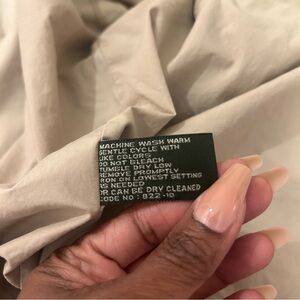 MACHINE WASH WARM
GENTLE CYCLE WITH
LIKE COLORS
DO NOT BLEACH
TUMBLE DRY LOW
REMOVE PROMPTLY
IRON ON LOWEST SETTING
AS NEEDED
OR CAN BE DRY CLEANED
CODE NO: 822-10